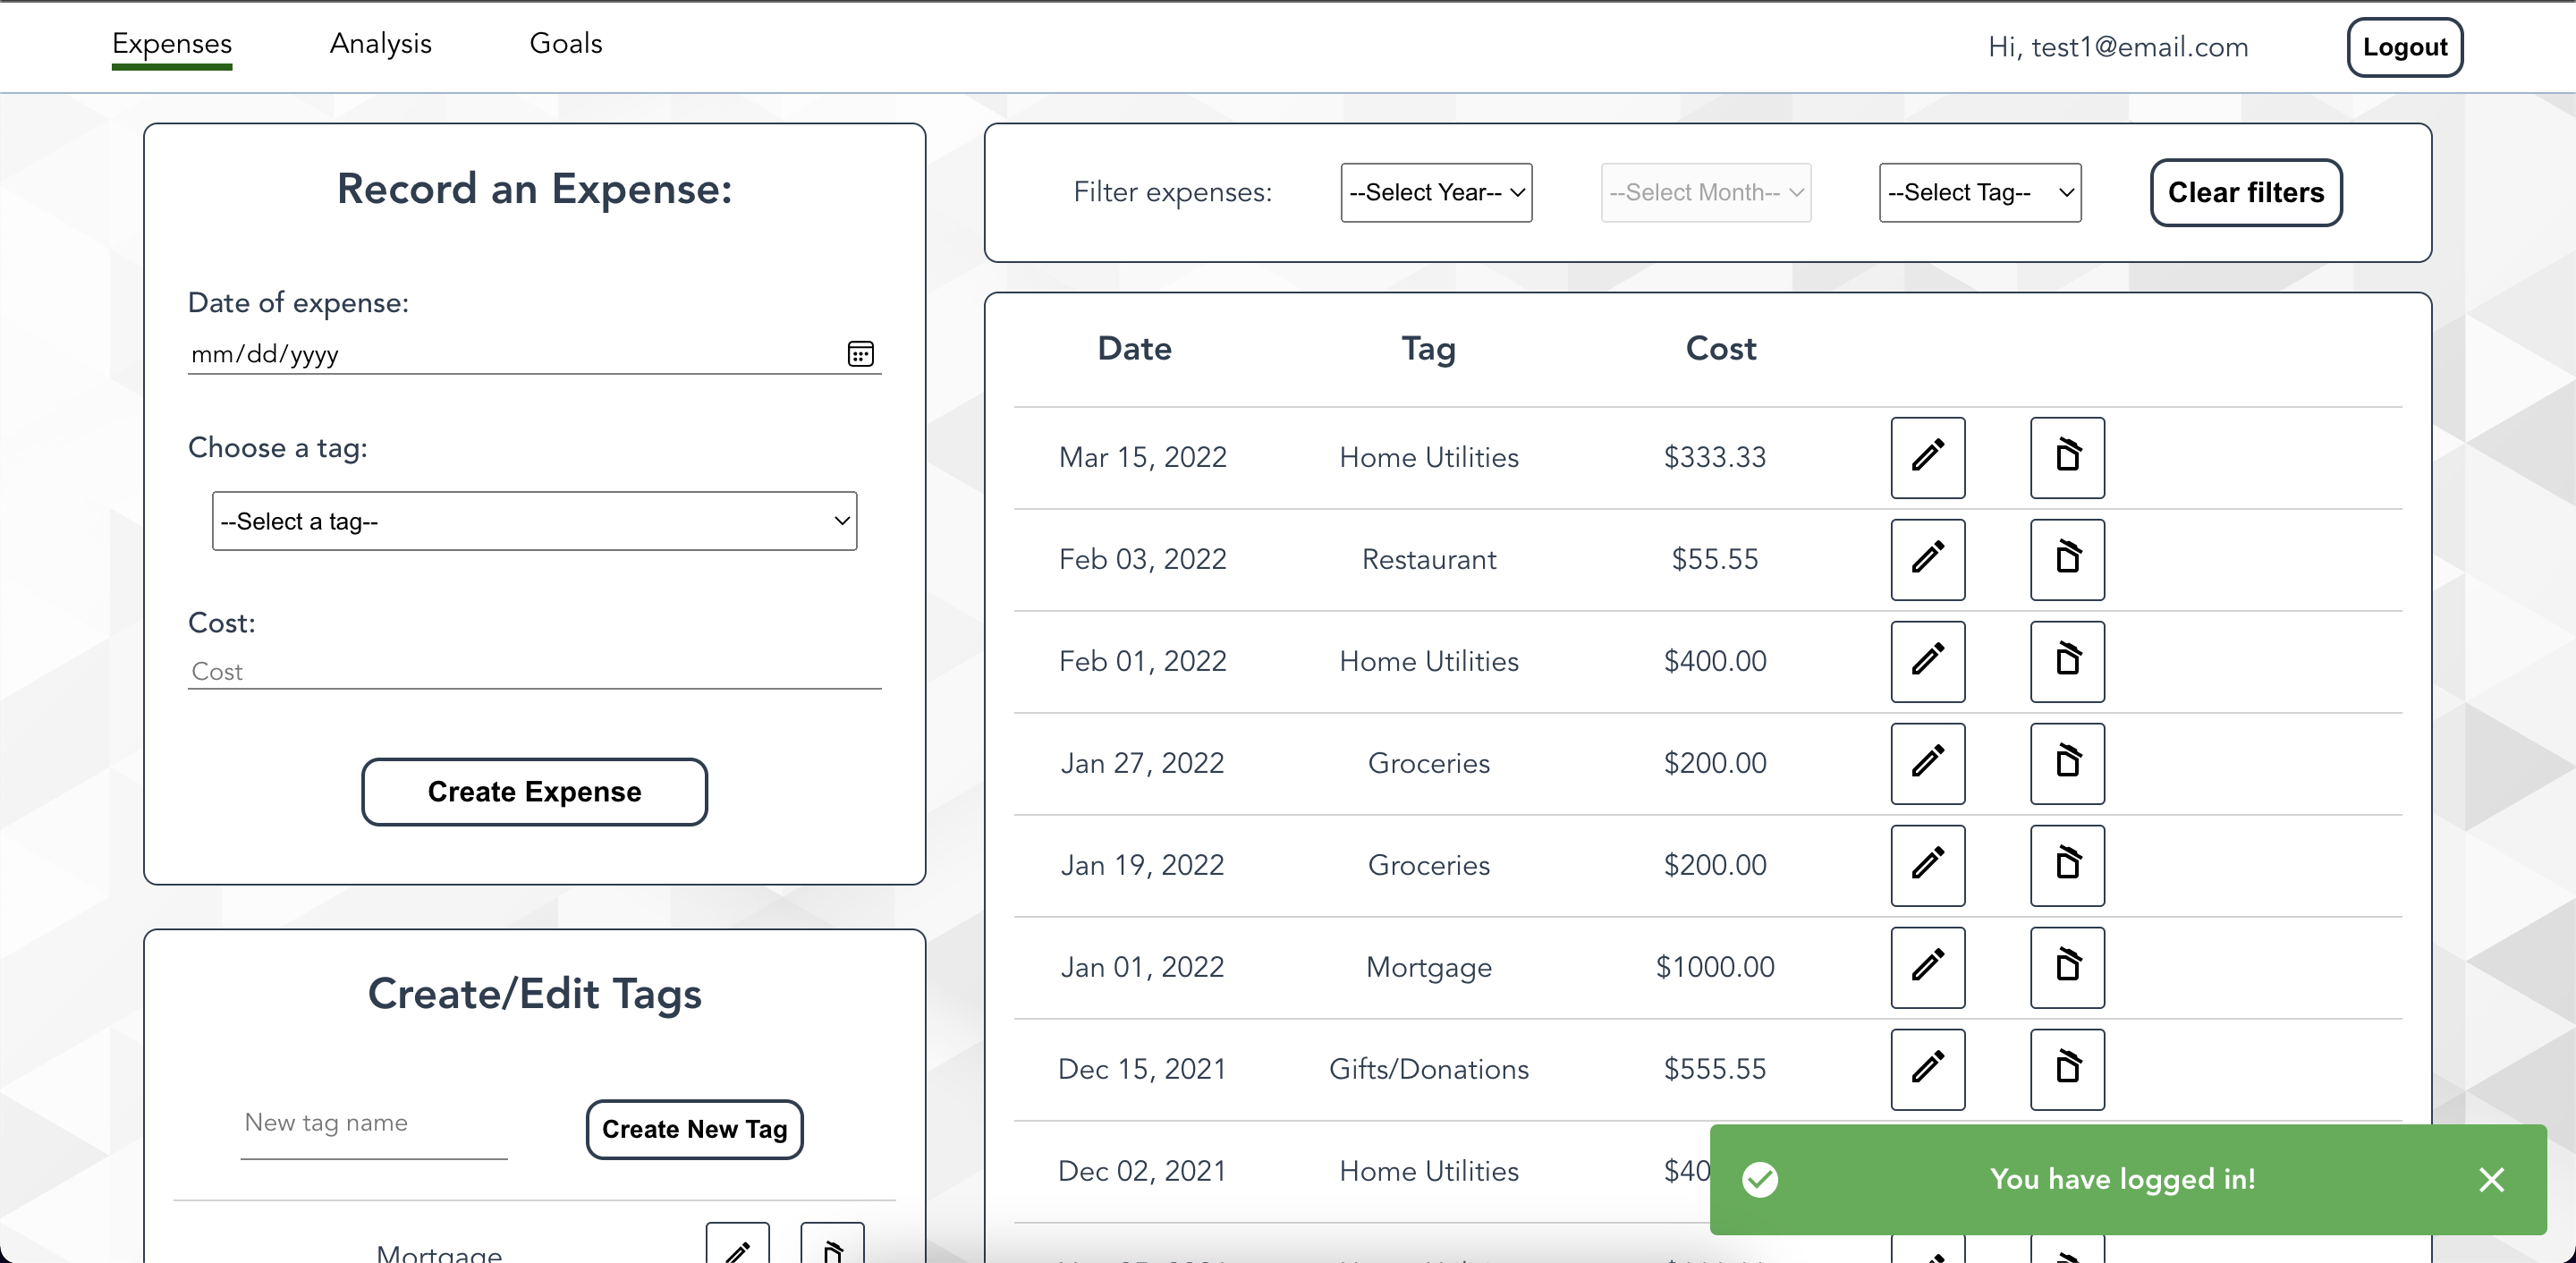 Expenses Analysis Goals Hi, test1@email.com Logout
Record an Expense:
Date of expense:
mm/dd/yyyy
Choose a tag:
--Select a tag--
Cost:
Cost
Create Expense
Create/Edit Tags
New tag name Create New Tag
Mortgage
Filter expenses: --Select Year-- --Select Month-- --Select Tag-- Clear filters
Date Tag Cost
Mar 15, 2022 Home Utilities $333.33
Feb 03, 2022 Restaurant $55.55
Feb 01, 2022 Home Utilities $400.00
Jan 27, 2022 Groceries $200.00
Jan 19, 2022 Groceries $200.00
Jan 01, 2022 Mortgage $1000.00
Dec 15, 2021 Gifts/Donations $555.55
Dec 02, 2021 Home Utilities $40
You have logged in!